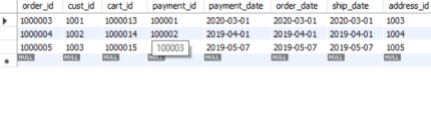 order_id cust_id cart_id payment_id payment_date order_date ship_date address_id
1000003 1001 1000013 100001 2020-03-01 2020-03-01 2020-03-01 1003
1000004 1002 1000014 100002 2019-04-01 2019-04-01 2019-04-01 1004
1000005 1003 1000015 100003 2019-05-07 2019-05-07 2019-05-07 1005
NULL NULL NULL NULL NULL NULL NULL NULL